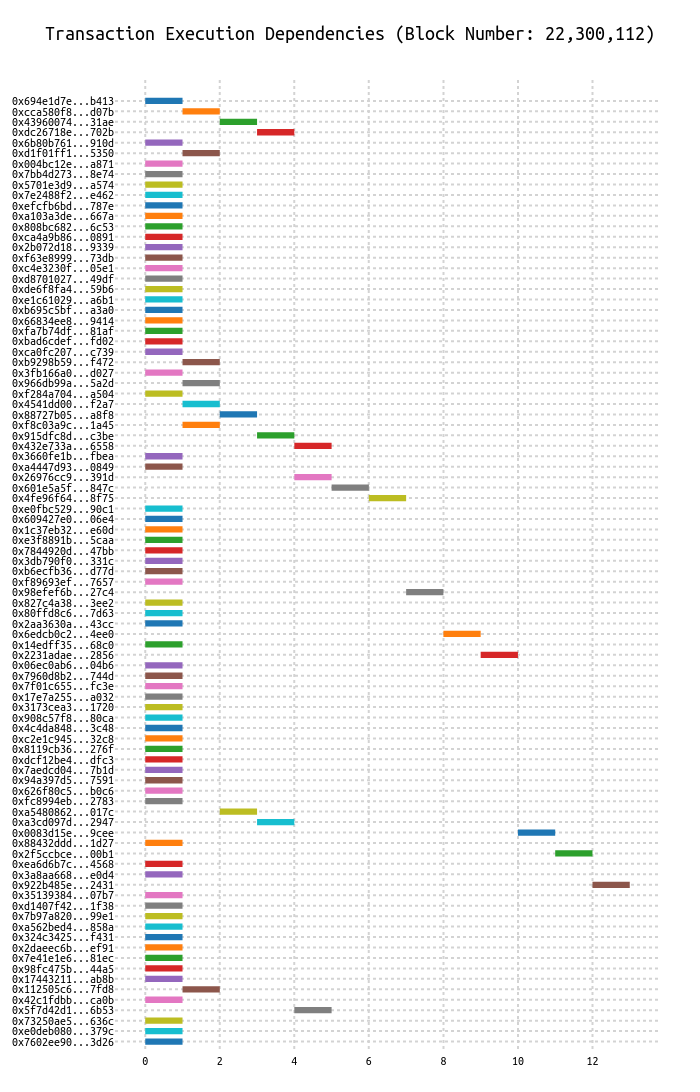 Transaction Execution Dependencies (Block Number: 22,300,112)
0x694e1d7e...b413
0xcca580f8...d07b
0x43960074...31ae
0xdc26718e...702b
0x6b80b761...910d
0xd1f01ff1...5350
0x004bc12e...a871
0x7bb4d273...8e74
0x5701e3d9...a574
0x7e2488f2...e462
0xefcfb6bd...787e
0xa103a3de...667a
0x808bc682...6c53
0xca4a9b86...0891
0x2b072d18...9339
0xf63e8999...73db
0xc4e3230f...05e1
0xd8701027...49df
0xde6f8fa4...59b6
0xe1c61029...a6b1
0xb695c5bf...a3a0
0x66834ee8...9414
0xfa7b74df...81af
0xbad6cdef...fd02
0xca0fc207...c739
0xb9298b59...f472
0x3fb166a0...d027
0x966db99a...5a2d
0xf284a704...a504
0x4541dd00...f2a7
0x88727b05...a8f8
0xf8c03a9c...1a45
0x915dfc8d...c3be
0x432e733a...6558
0x3660fe1b...fbea
0xa4447d93...0849
0x26976cc9...391d
0x601e5a5f...847c
0x4fe96f64...8f75
0xe0fbc529...90c1
0x609427e0...06e4
0x1c37eb32...e60d
0xe3f8891b...5caa
0x7844920d...47bb
0x3db790f0...331c
0xb6ecfb36...d77d
0xf89693ef...7657
0x98efef6b...27c4
0x827c4a38...3ee2
0x80ffd8c6...7d63
0x2aa3630a...43cc
0x6edcb0c2...4ee0
0x14edff35...68c0
0x2231adae...2856
0x06ec0ab6...04b6
0x7960d8b2...744d
0x7f01c655...fc3e
0x17e7a255...a032
0x3173cea3...1720
0x908c57f8...80ca
0x4c4da848...3c48
0xc2e1c945...32c8
0x8119cb36...276f
0xdcf12be4...dfc3
0x7aedcd04...7b1d
0x94a397d5...7591
0x626f80c5...b0c6
0xfc8994eb...2783
0xa5480862...017c
0xa3cd097d...2947
0x0083d15e...9cee
0x88432ddd...1d27
0x2f5ccbce...00b1
0xea6d6b7c...4568
0x3a8aa668...e0d4
0x922b485e...2431
0x35139384...07b7
0xd1407f42...1f38
0x7b97a820...99e1
0xa562bed4...858a
0x324c3425...f431
0x2daeec6b...ef91
0x7e41e1e6...81ec
0x98fc475b...44a5
0x17443211...ab8b
0x112505c6...7fd8
0x42c1fdbb...ca0b
0x5f7d42d1...6b53
0x73250ae5...636c
0xe0deb080...379c
0x7602ee90...3d26
0 2 4 6 8 10 12